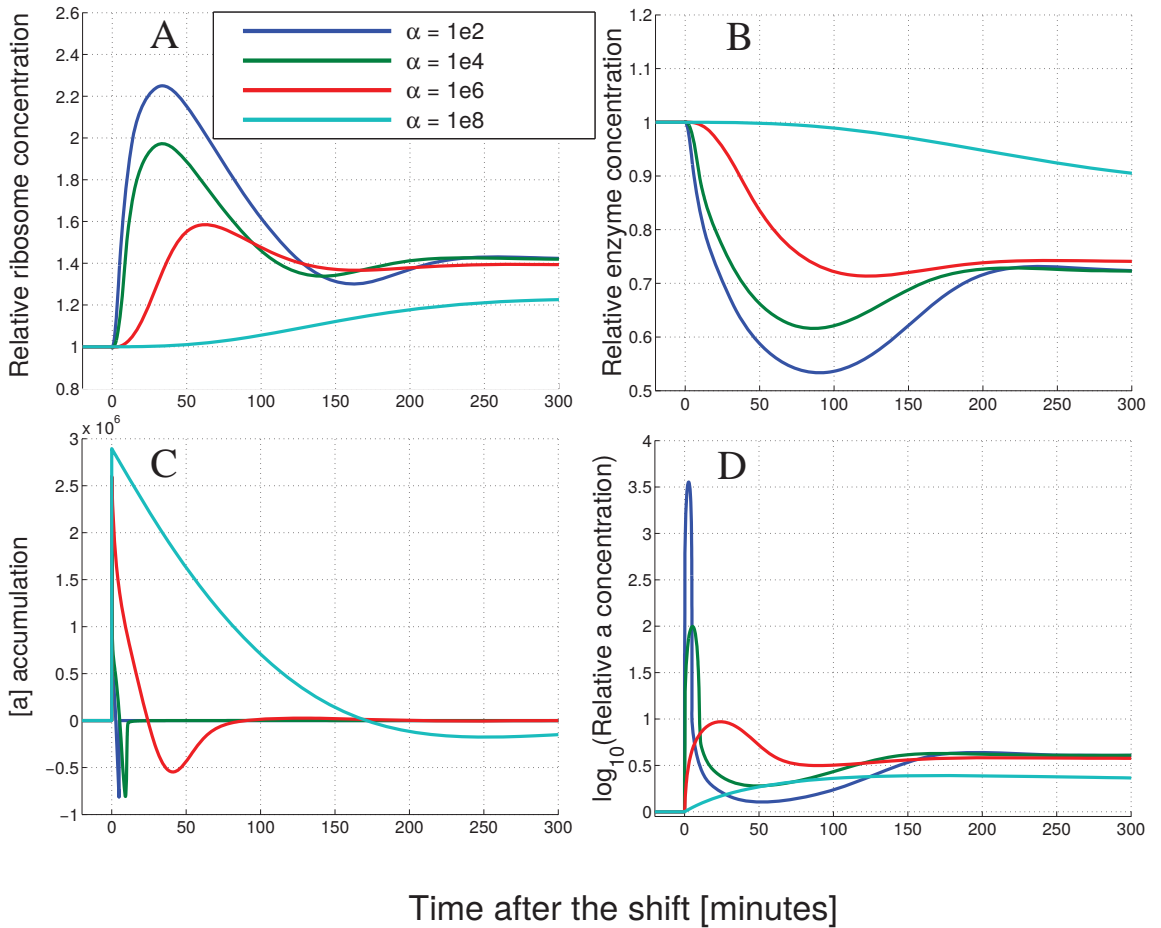 A
α = 1e2
α = 1e4
α = 1e6
α = 1e8
Relative ribosome concentration
2.6
2.4
2.2
2
1.8
1.6
1.4
1.2
1
0.8
0 50 100 150 200 250 300
B
Relative enzyme concentration
1.2
1.1
1
0.9
0.8
0.7
0.6
0.5
0 50 100 150 200 250 300
C
x 10^6
[a] accumulation
3
2.5
2
1.5
1
0.5
0
−0.5
−1
0 50 100 150 200 250 300
D
log10(Relative a concentration)
4
3.5
3
2.5
2
1.5
1
0.5
0
0 50 100 150 200 250 300
Time after the shift [minutes]